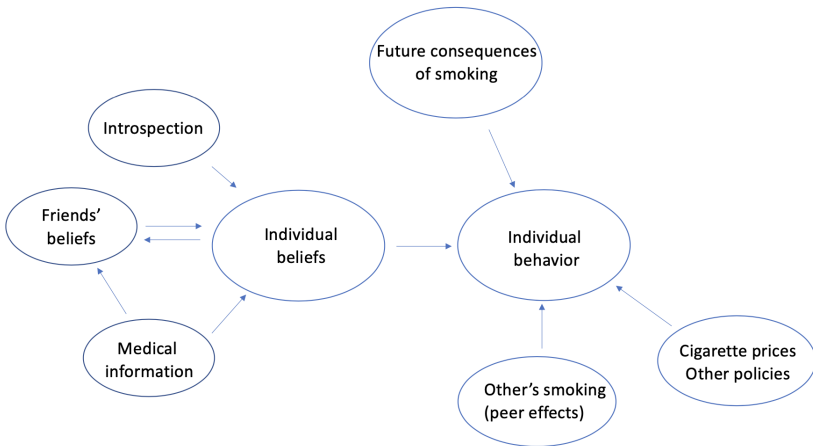 Future consequences
of smoking
Introspection
Friends'
beliefs
Individual
beliefs
Individual
behavior
Medical
information
Other's smoking
(peer effects)
Cigarette prices
Other policies